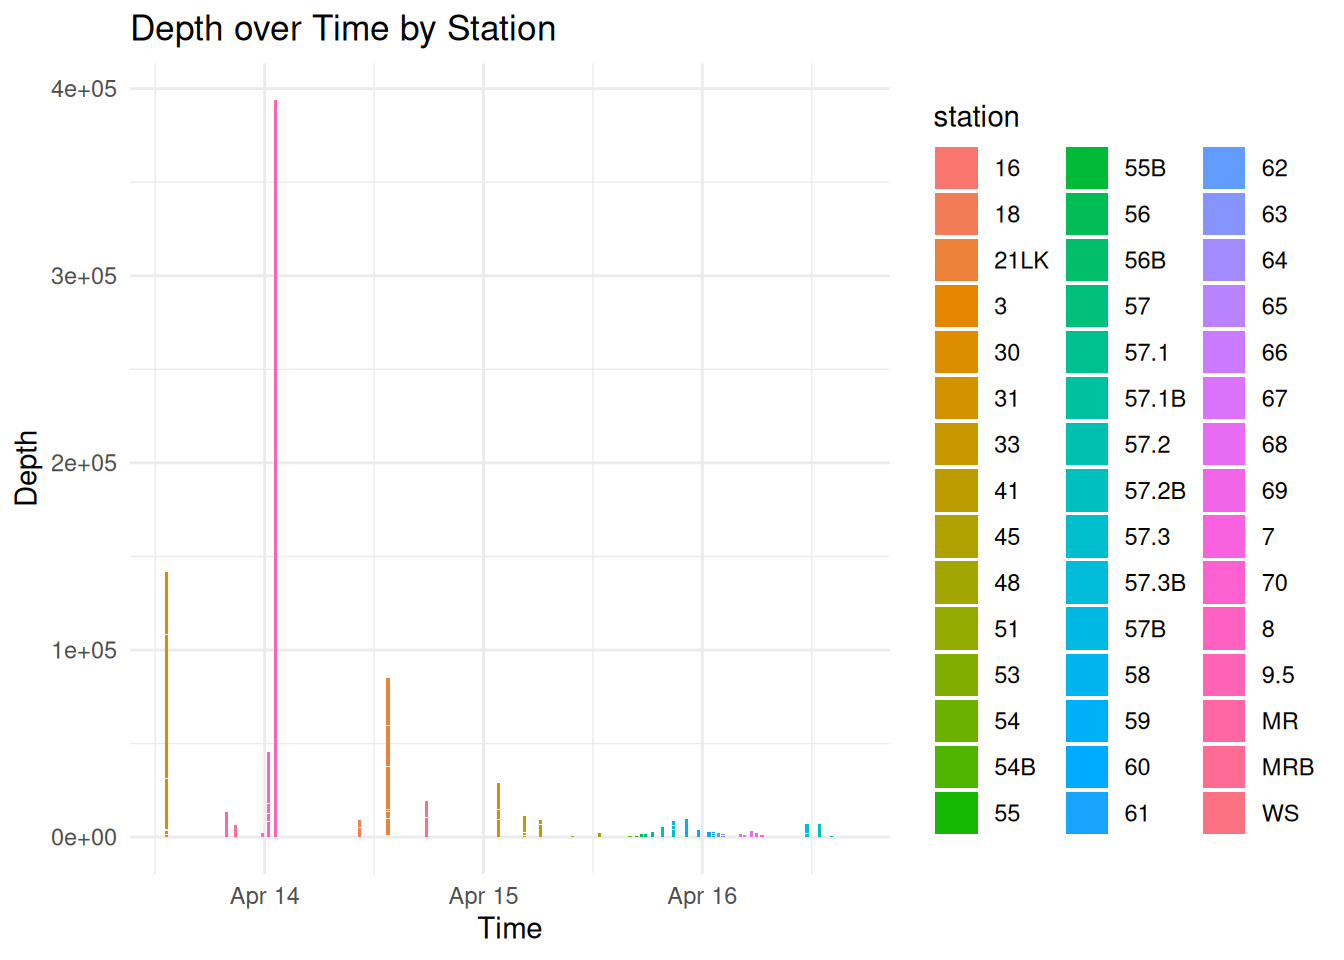 Depth over Time by Station
Depth
4e+05
3e+05
2e+05
1e+05
0e+00
Apr 14
Apr 15
Apr 16
Time
station
16
18
21LK
3
30
31
33
41
45
48
51
53
54
54B
55
55B
56
56B
57
57.1
57.1B
57.2
57.2B
57.3
57.3B
57B
58
59
60
61
62
63
64
65
66
67
68
69
7
70
8
9.5
MR
MRB
WS